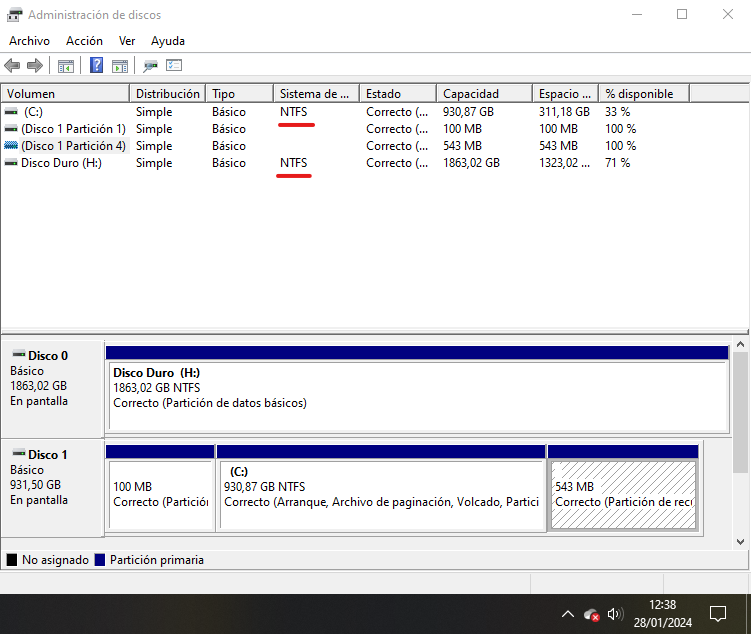 Administración de discos
Archivo Acción Ver Ayuda
Volumen Distribución Tipo Sistema de ... Estado Capacidad Espacio ... % disponible
(C:) Simple Básico NTFS Correcto (... 930,87 GB 311,18 GB 33 %
(Disco 1 Partición 1) Simple Básico Correcto (... 100 MB 100 MB 100 %
(Disco 1 Partición 4) Simple Básico Correcto (... 543 MB 543 MB 100 %
Disco Duro (H:) Simple Básico NTFS Correcto (... 1863,02 GB 1323,02 ... 71 %
Disco 0
Básico
1863,02 GB
En pantalla
Disco Duro (H:)
1863,02 GB NTFS
Correcto (Partición de datos básicos)
Disco 1
Básico
931,50 GB
En pantalla
100 MB
Correcto (Partició
(C:)
930,87 GB NTFS
Correcto (Arranque, Archivo de paginación, Volcado, Partici
543 MB
Correcto (Partición de rec
No asignado Partición primaria
12:38
28/01/2024